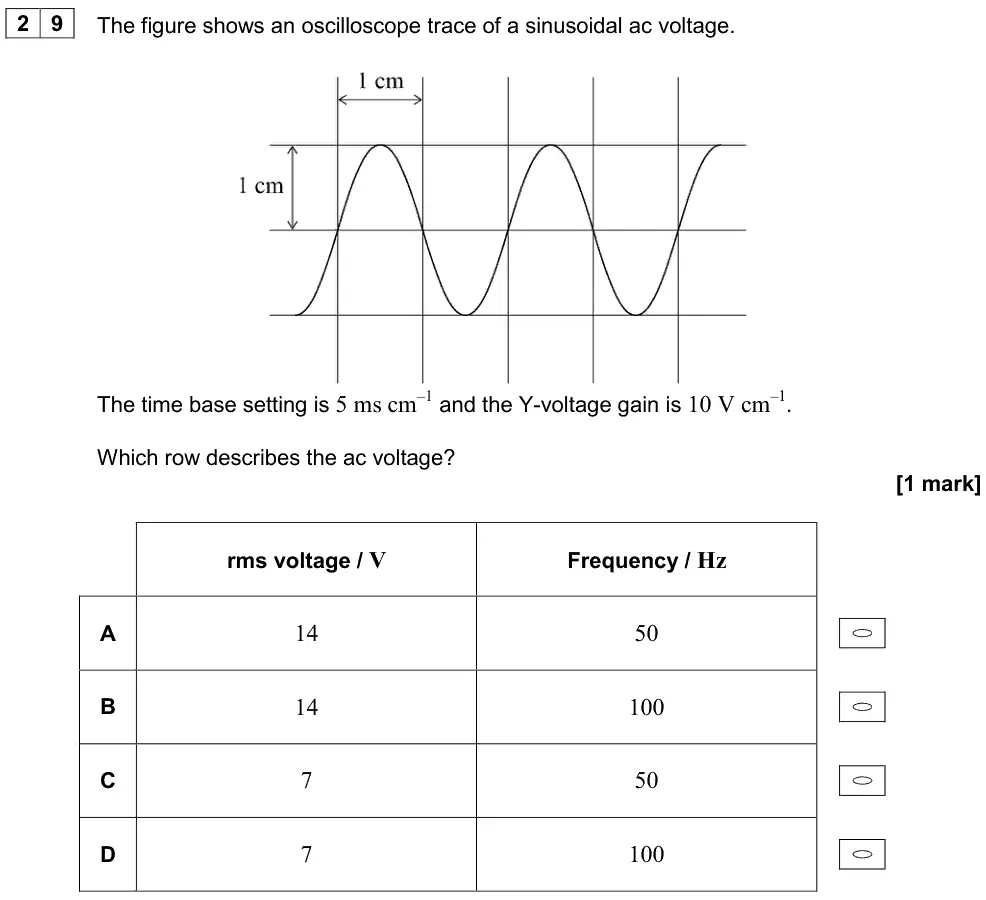 2 9 The figure shows an oscilloscope trace of a sinusoidal ac voltage.
1 cm
1 cm
The time base setting is 5 ms cm⁻¹ and the Y-voltage gain is 10 V cm⁻¹.
Which row describes the ac voltage?
[1 mark]
rms voltage / V Frequency / Hz
A 14 50
B 14 100
C 7 50
D 7 100